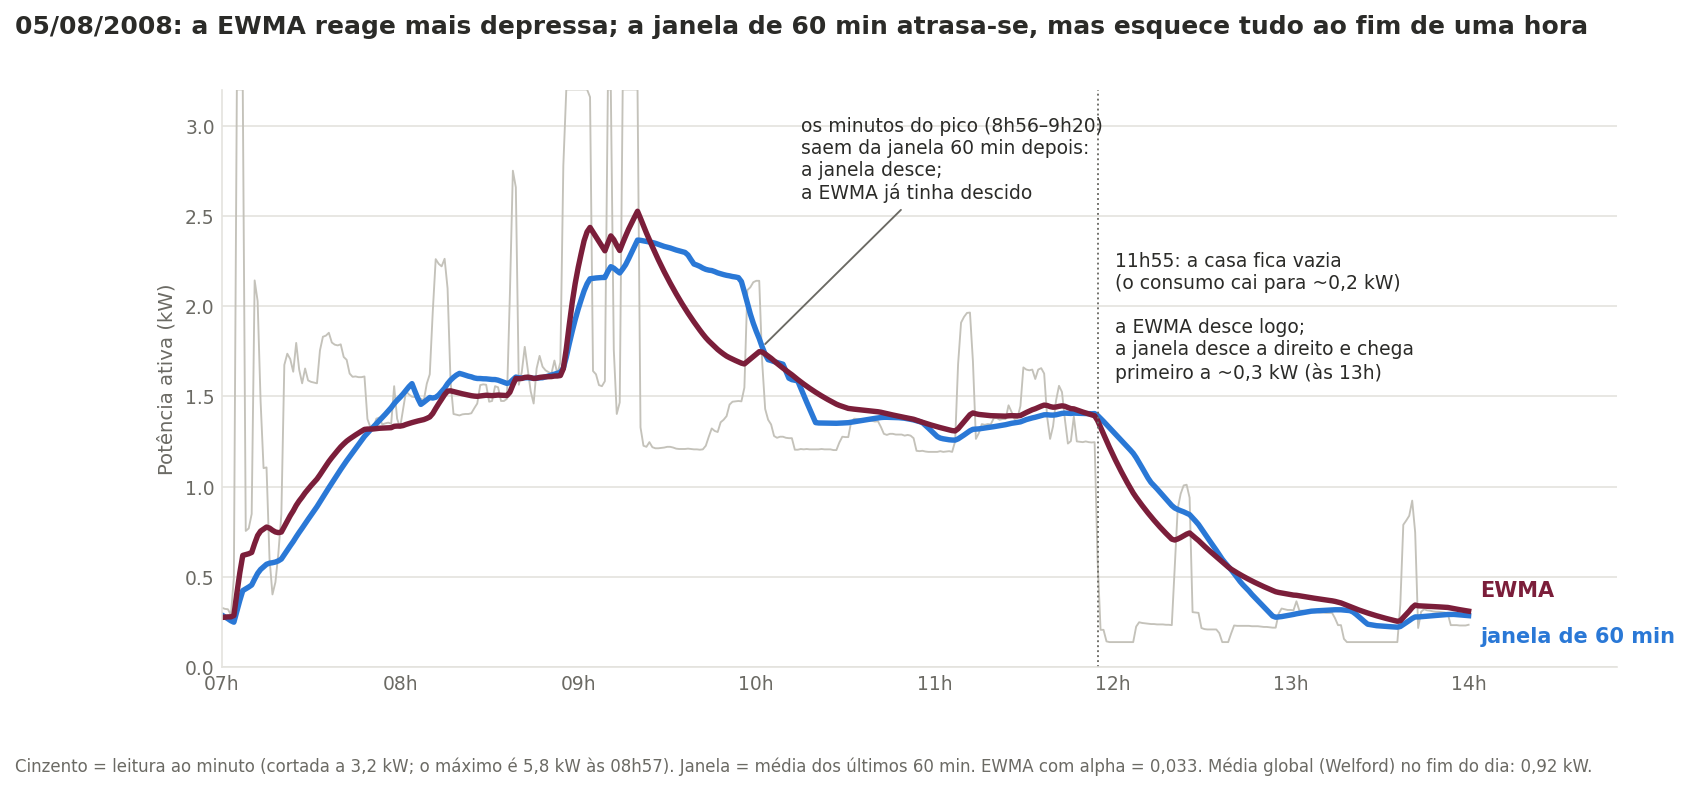 05/08/2008: a EWMA reage mais depressa; a janela de 60 min atrasa-se, mas esquece tudo ao fim de uma hora
Potência ativa (kW)
3.0
2.5
2.0
1.5
1.0
0.5
0.0
os minutos do pico (8h56–9h20)
saem da janela 60 min depois:
a janela desce;
a EWMA já tinha descido
11h55: a casa fica vazia
(o consumo cai para ~0,2 kW)
a EWMA desce logo;
a janela desce a direito e chega
primeiro a ~0,3 kW (às 13h)
EWMA
janela de 60 min
07h
08h
09h
10h
11h
12h
13h
14h
Cinzento = leitura ao minuto (cortada a 3,2 kW; o máximo é 5,8 kW às 08h57). Janela = média dos últimos 60 min. EWMA com alpha = 0,033. Média global (Welford) no fim do dia: 0,92 kW.